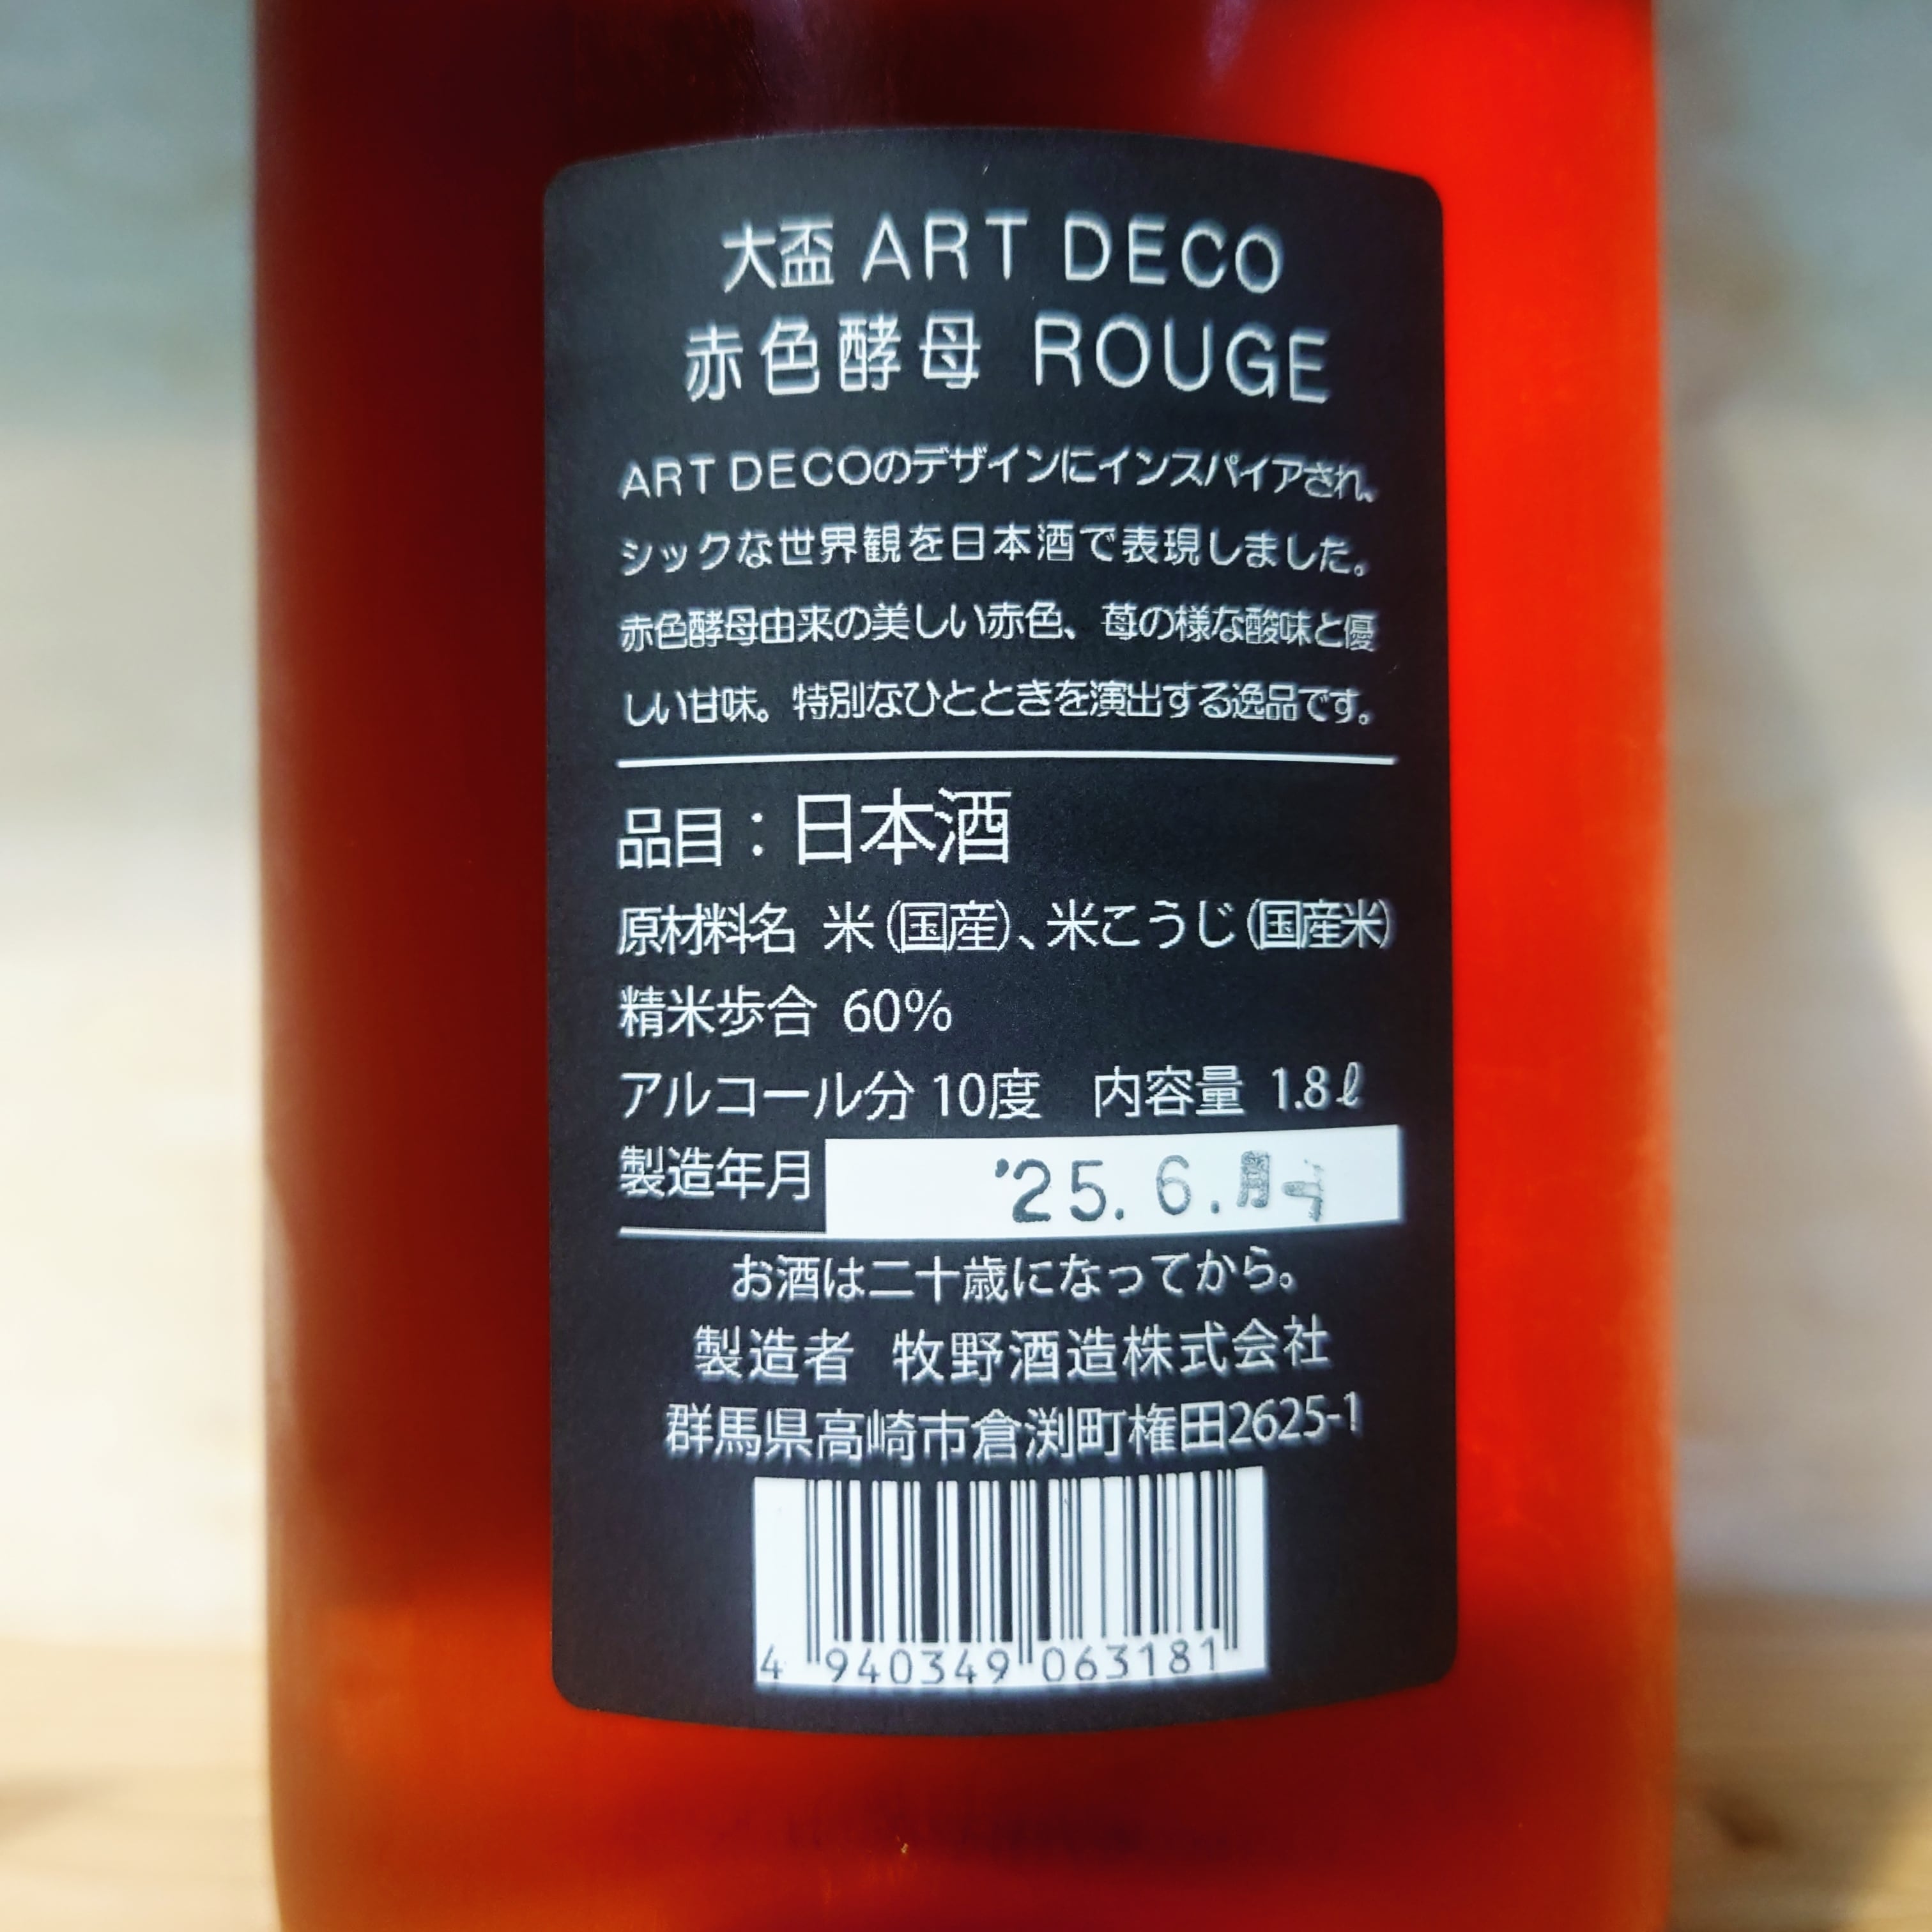 大盃 ART DECO
赤色酵母 ROUGE
ART DECOのデザインにインスパイアされ、
シックな世界観を日本酒で表現しました。
赤色酵母由来の美しい赤色、苺の様な酸味と優
しい甘味。特別なひとときを演出する逸品です。
品目：日本酒
原材料名 米(国産)、米こうじ(国産米)
精米歩合 60%
アルコール分 10度 内容量 1.8ℓ
製造年月 '25. 6.
お酒は二十歳になってから。
製造者 牧野酒造株式会社
群馬県高崎市倉渕町権田2625-1
4 940349 063181